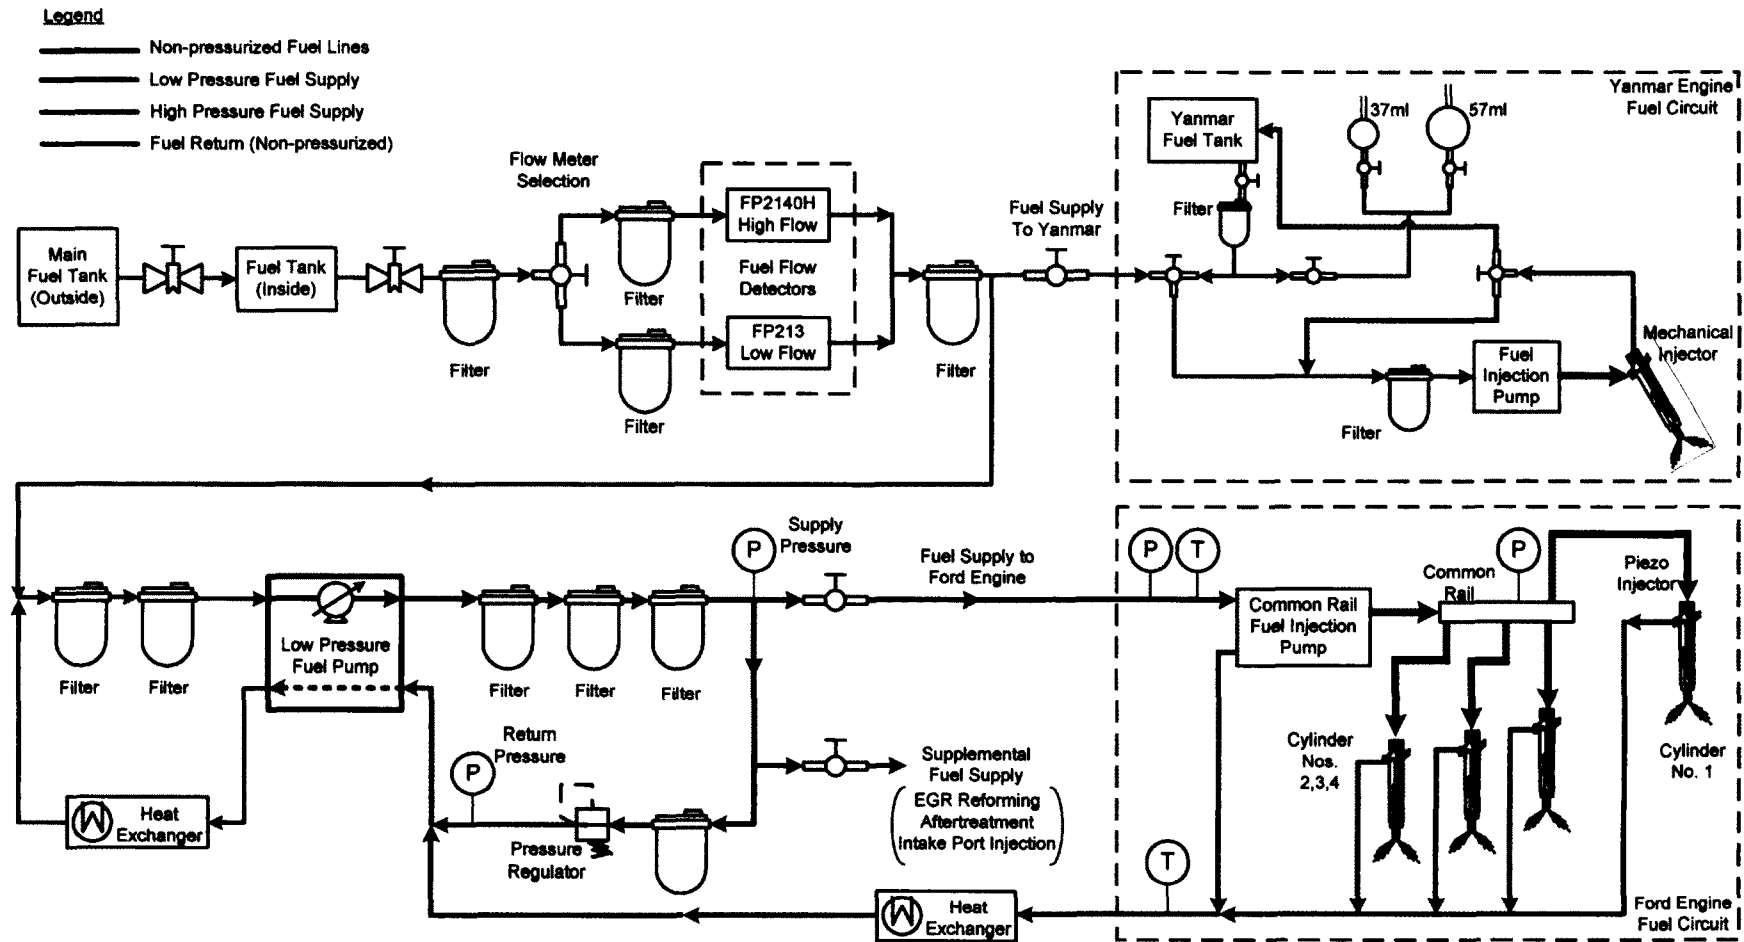 Legend
Non-pressurized Fuel Lines
Low Pressure Fuel Supply
High Pressure Fuel Supply
Fuel Return (Non-pressurized)
Flow Meter
Selection
Main
Fuel Tank
(Outside)
Fuel Tank
(Inside)
Filter
Filter
Filter
FP2140H
High Flow
Fuel Flow
Detectors
FP213
Low Flow
Filter
Fuel Supply
To Yanmar
Yanmar Engine
Fuel Circuit
Yanmar
Fuel Tank
37ml
57ml
Filter
Mechanical
Injector
Fuel
Injection
Pump
Filter
P
Supply
Pressure
Fuel Supply to
Ford Engine
Filter
Filter
Low Pressure
Fuel Pump
Filter
Filter
Filter
Return
Pressure
P
Heat
Exchanger
Pressure
Regulator
Supplemental
Fuel Supply
EGR Reforming
Aftertreatment
Intake Port Injection
Heat
Exchanger
P
T
P
Common
Rail
Piezo
Injector
Common Rail
Fuel Injection
Pump
Cylinder
Nos.
2,3,4
Cylinder
No. 1
T
Ford Engine
Fuel Circuit